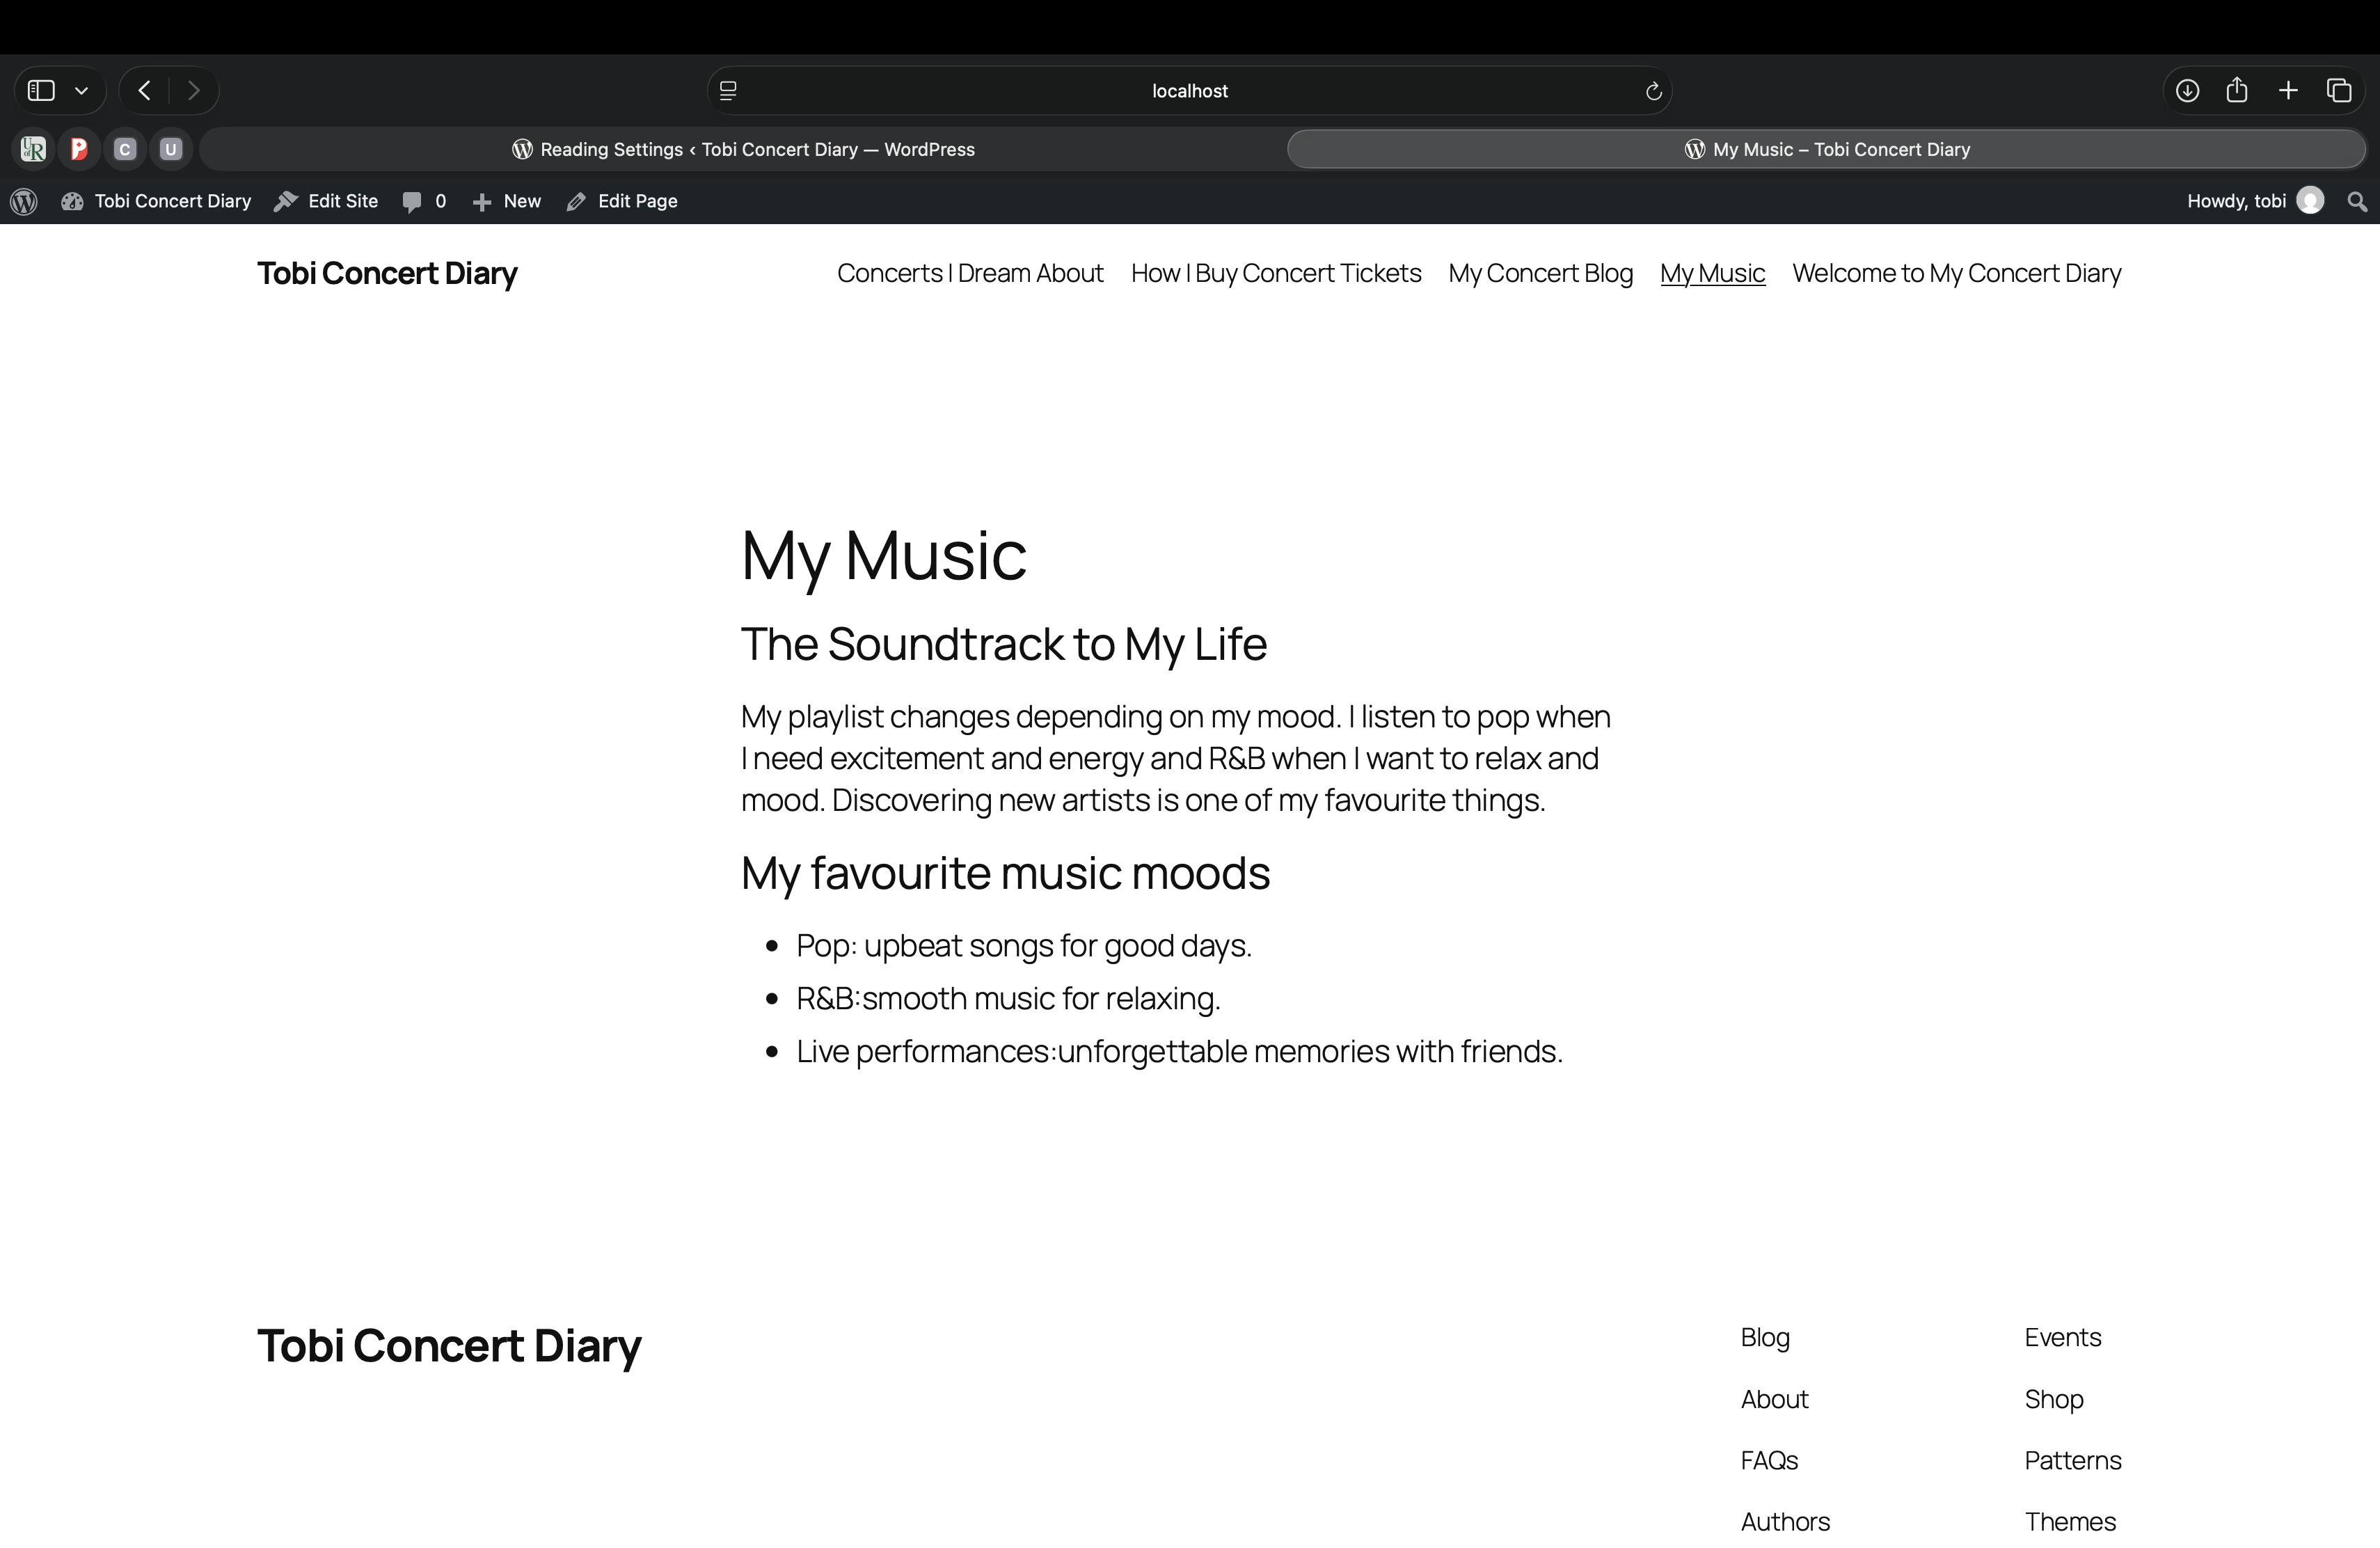 localhost
UofR
P
C
U
Reading Settings ‹ Tobi Concert Diary — WordPress
My Music – Tobi Concert Diary
Tobi Concert Diary
Edit Site
0
New
Edit Page
Howdy, tobi
Tobi Concert Diary
Concerts I Dream About
How I Buy Concert Tickets
My Concert Blog
My Music
Welcome to My Concert Diary
My Music
The Soundtrack to My Life
My playlist changes depending on my mood. I listen to pop when
I need excitement and energy and R&B when I want to relax and
mood. Discovering new artists is one of my favourite things.
My favourite music moods
Pop: upbeat songs for good days.
R&B:smooth music for relaxing.
Live performances:unforgettable memories with friends.
Tobi Concert Diary
Blog
About
FAQs
Authors
Events
Shop
Patterns
Themes